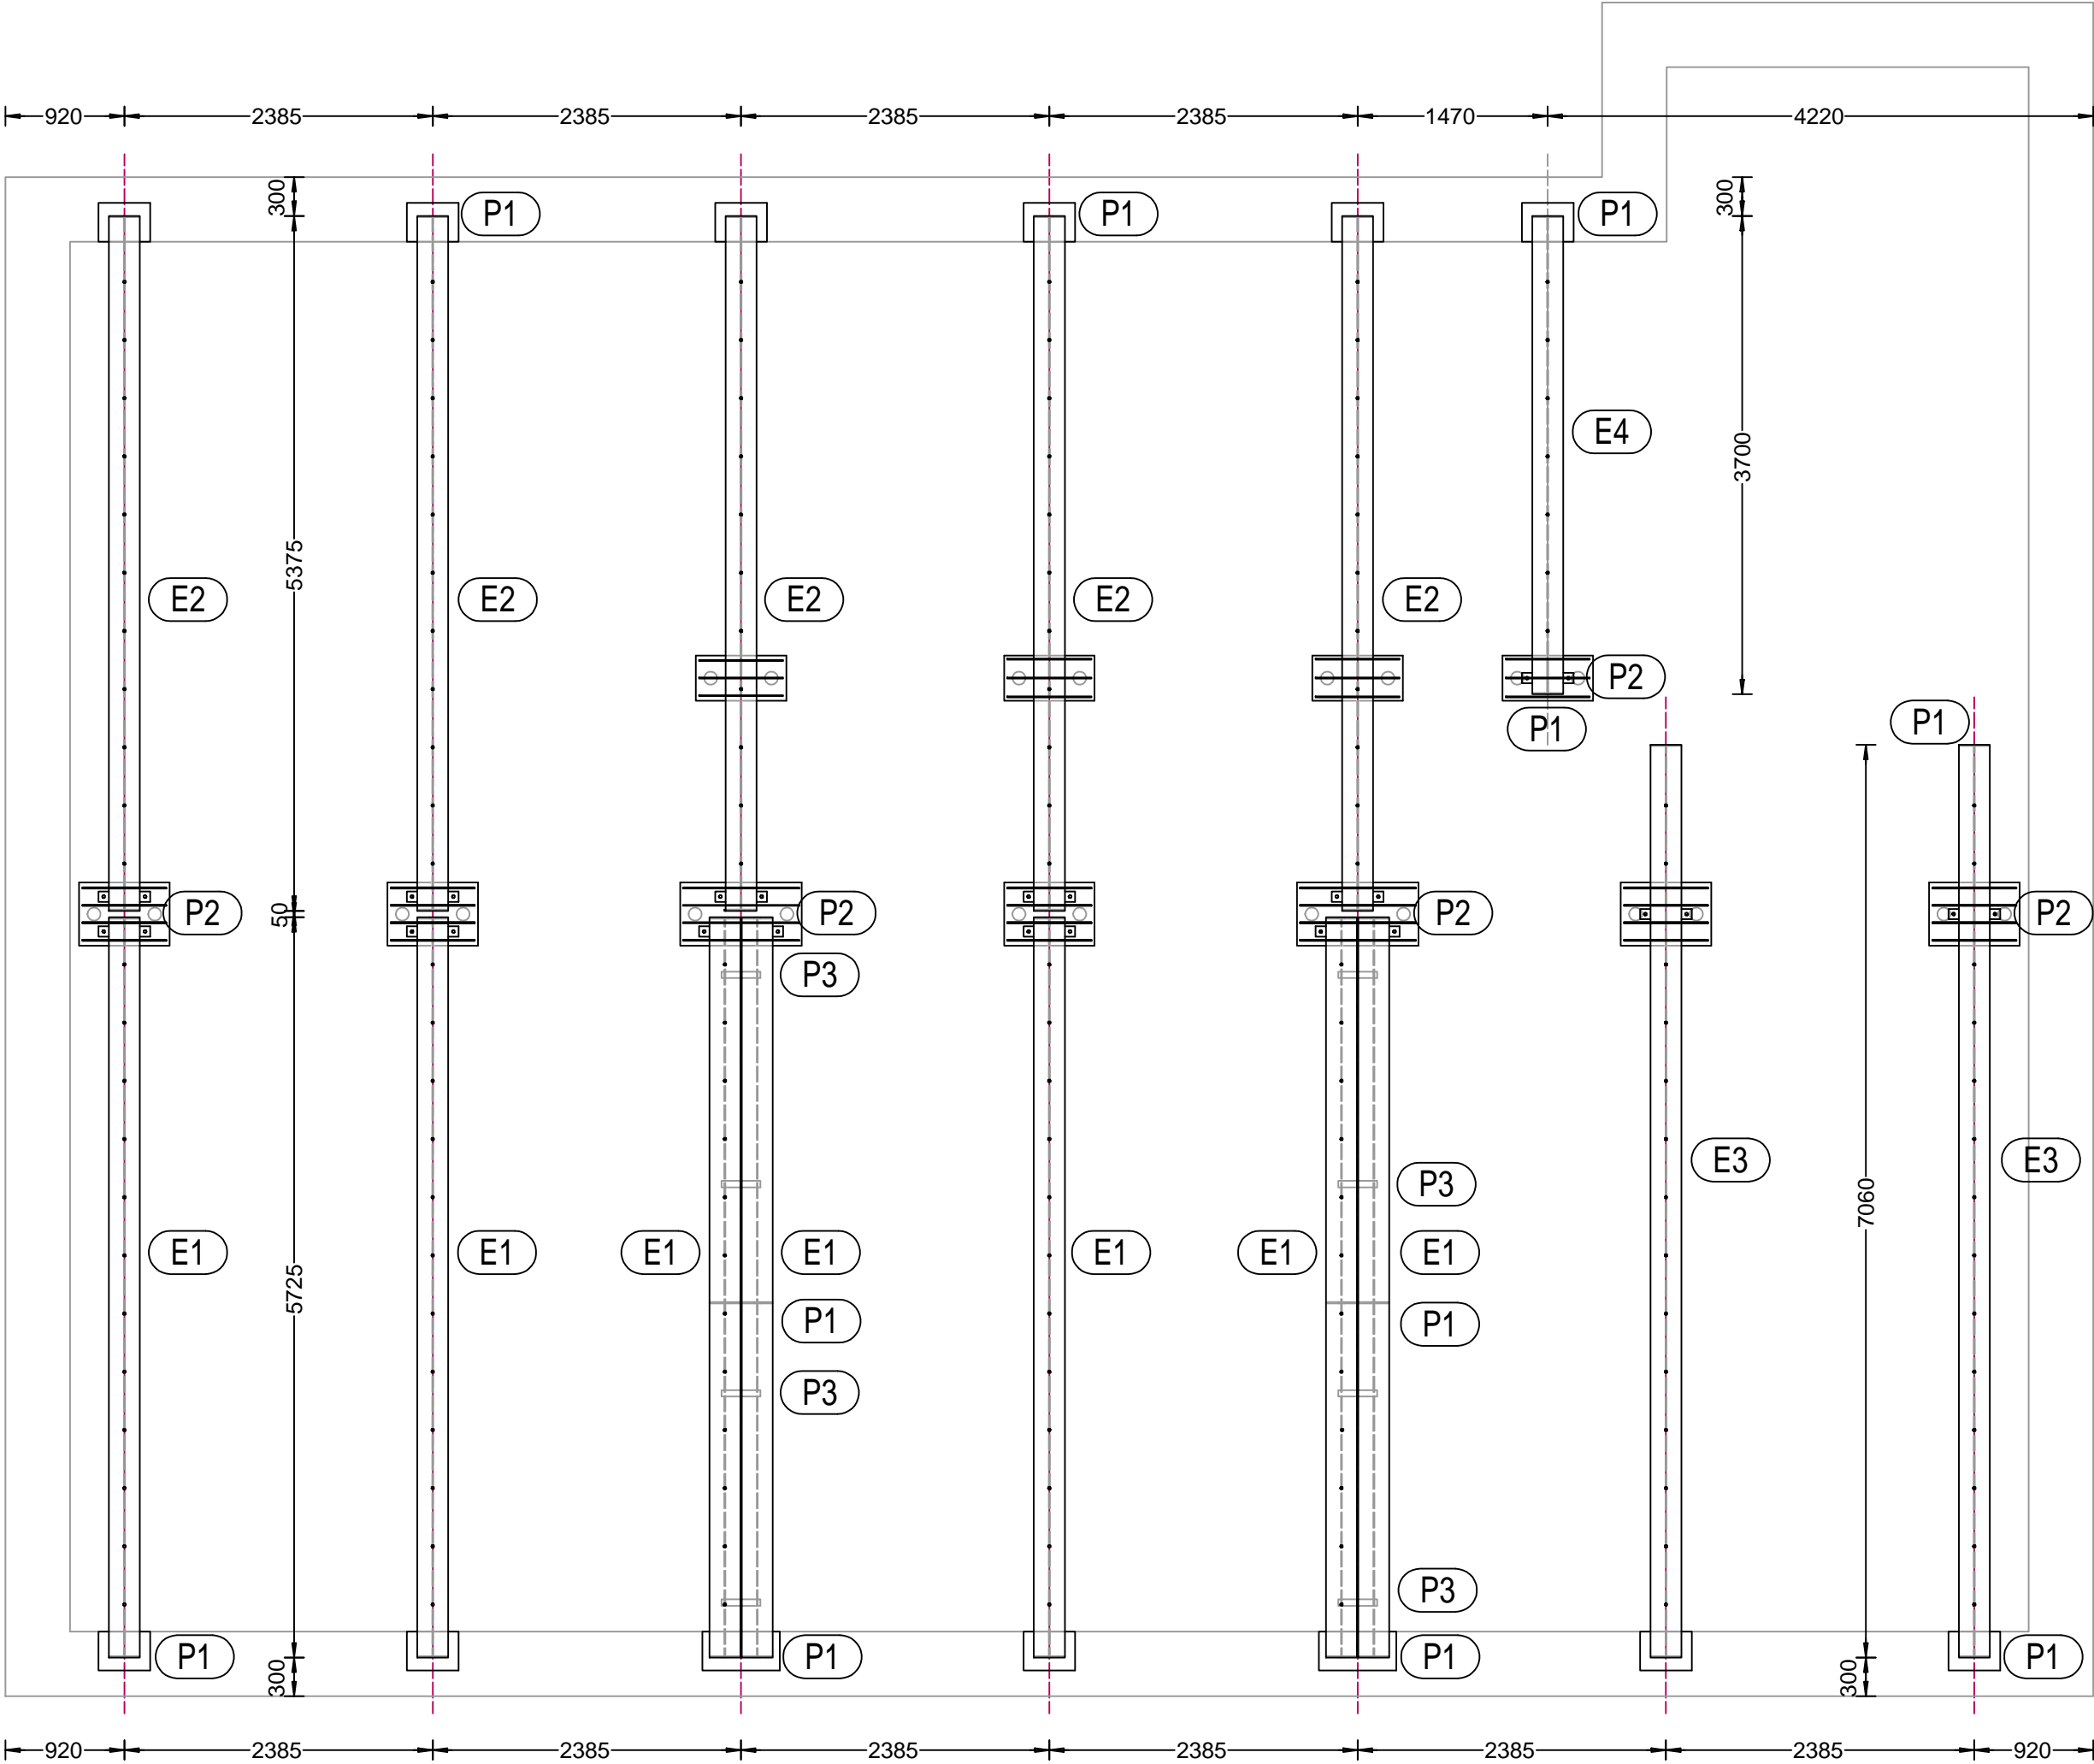 920 2385 2385 2385 2385 1470 4220
300 300
P1 P1 P1
E4
3700
5375
E2 E2 E2 E2 E2
P2
P1 P1
50
P2 P2 P2 P2
P3
E3 E3
P3
7060
E1 E1 E1 E1 E1 E1 E1
5725
P1 P1
P3
P3
P1 P1 P1 P1
300 300
920 2385 2385 2385 2385 2385 2385 920